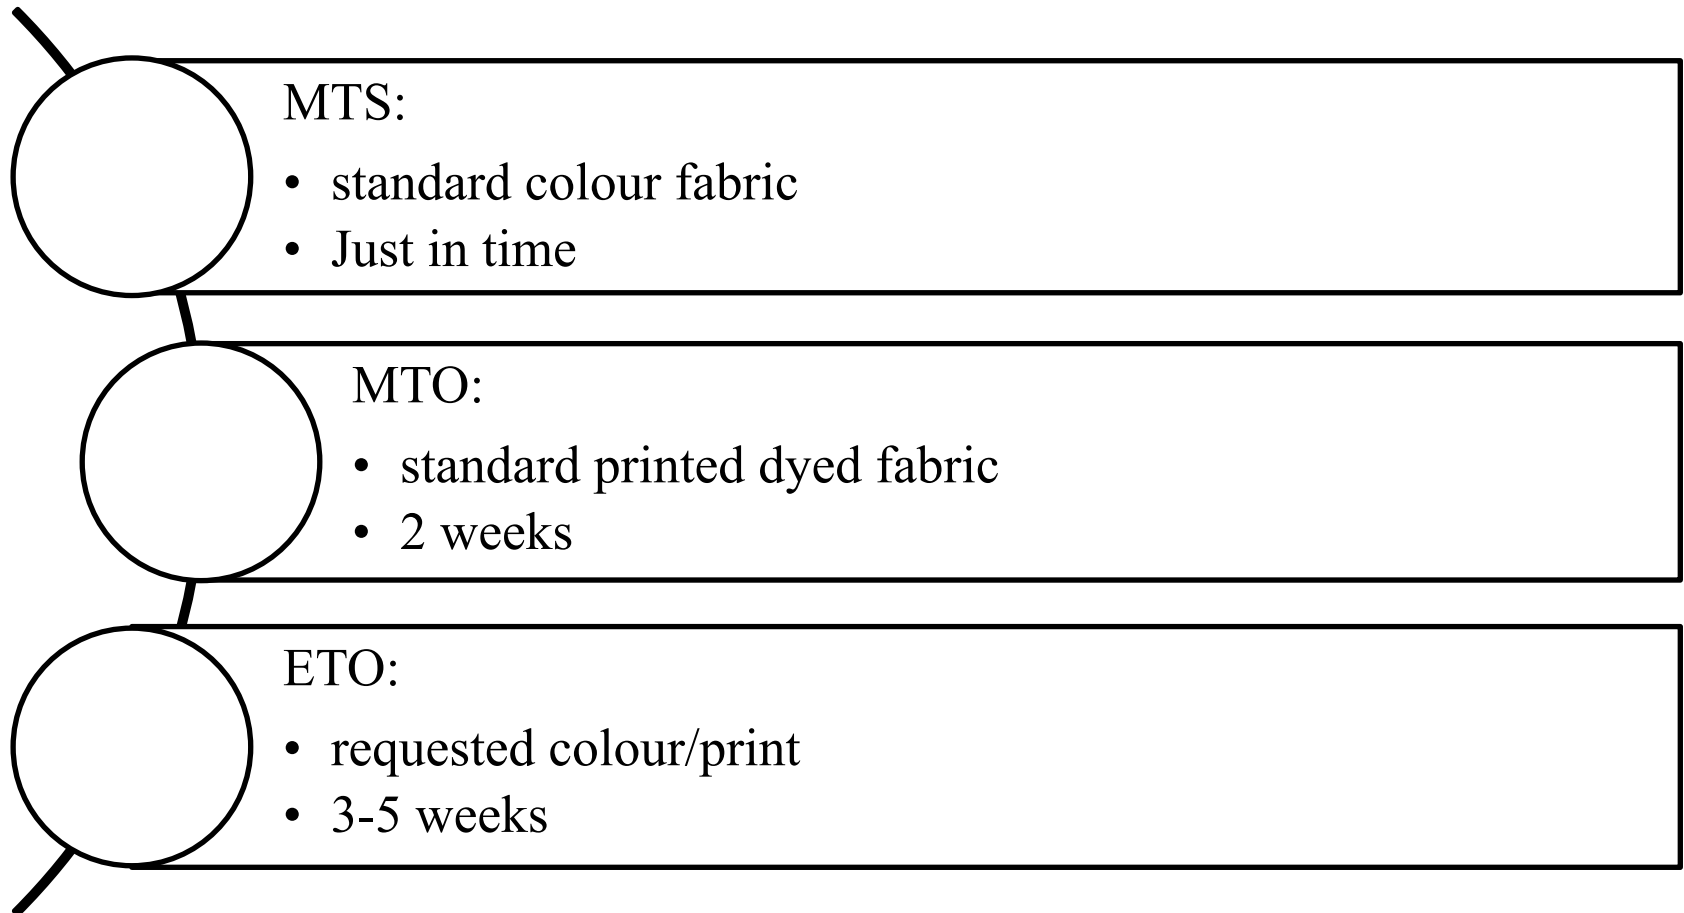 MTS:
• standard colour fabric
• Just in time
MTO:
• standard printed dyed fabric
• 2 weeks
ETO:
• requested colour/print
• 3-5 weeks